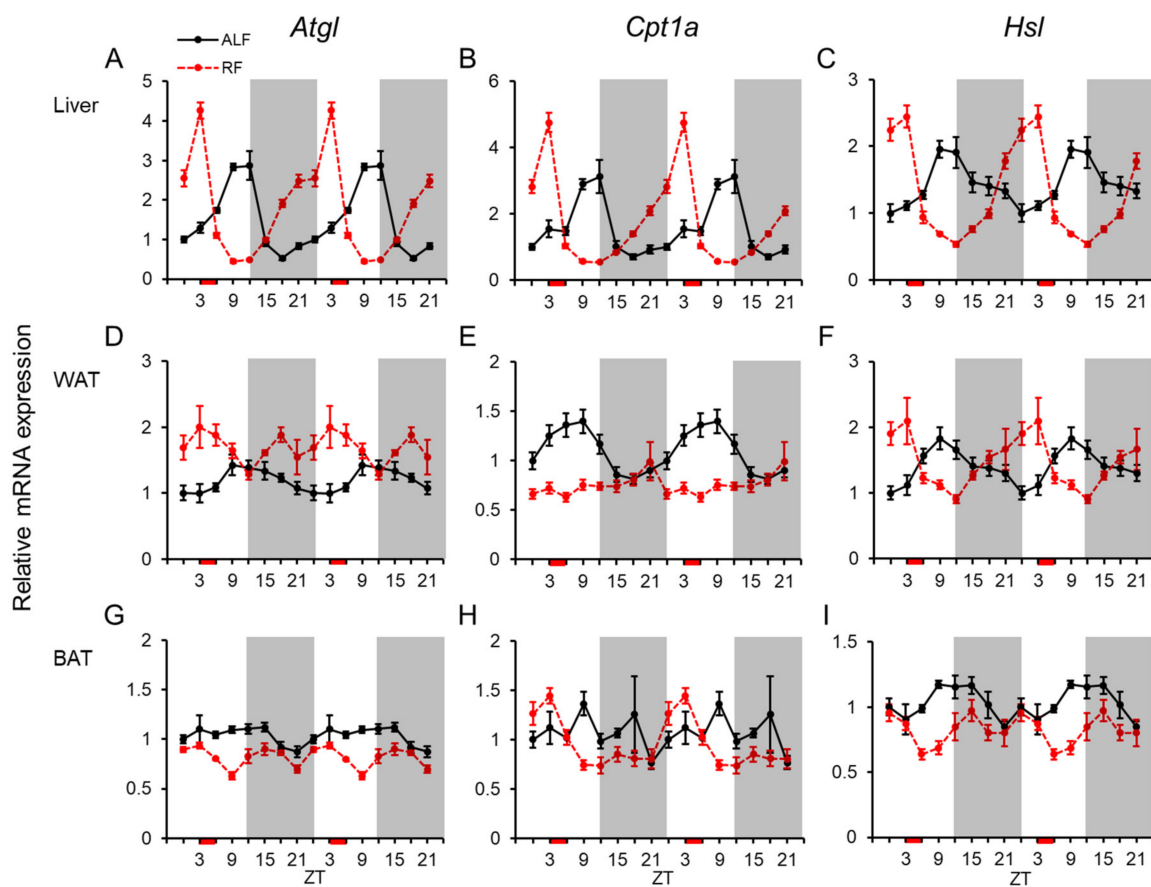 Atgl Cpt1a Hsl
ALF
RF
A B C
Liver
5 6 3
4
3 4 2
2
1 2 1
0 0 0
3 9 15 21 3 9 15 21 3 9 15 21 3 9 15 21 3 9 15 21 3 9 15 21
D E F
WAT
3 2 3
2 1.5 2
1
1 0.5 1
0 0 0
3 9 15 21 3 9 15 21 3 9 15 21 3 9 15 21 3 9 15 21 3 9 15 21
Relative mRNA expression
G H I
BAT
2 2 1.5
1.5 1.5
1 1 1
0.5 0.5 0.5
0 0 0
3 9 15 21 3 9 15 21 3 9 15 21 3 9 15 21 3 9 15 21 3 9 15 21
ZT ZT